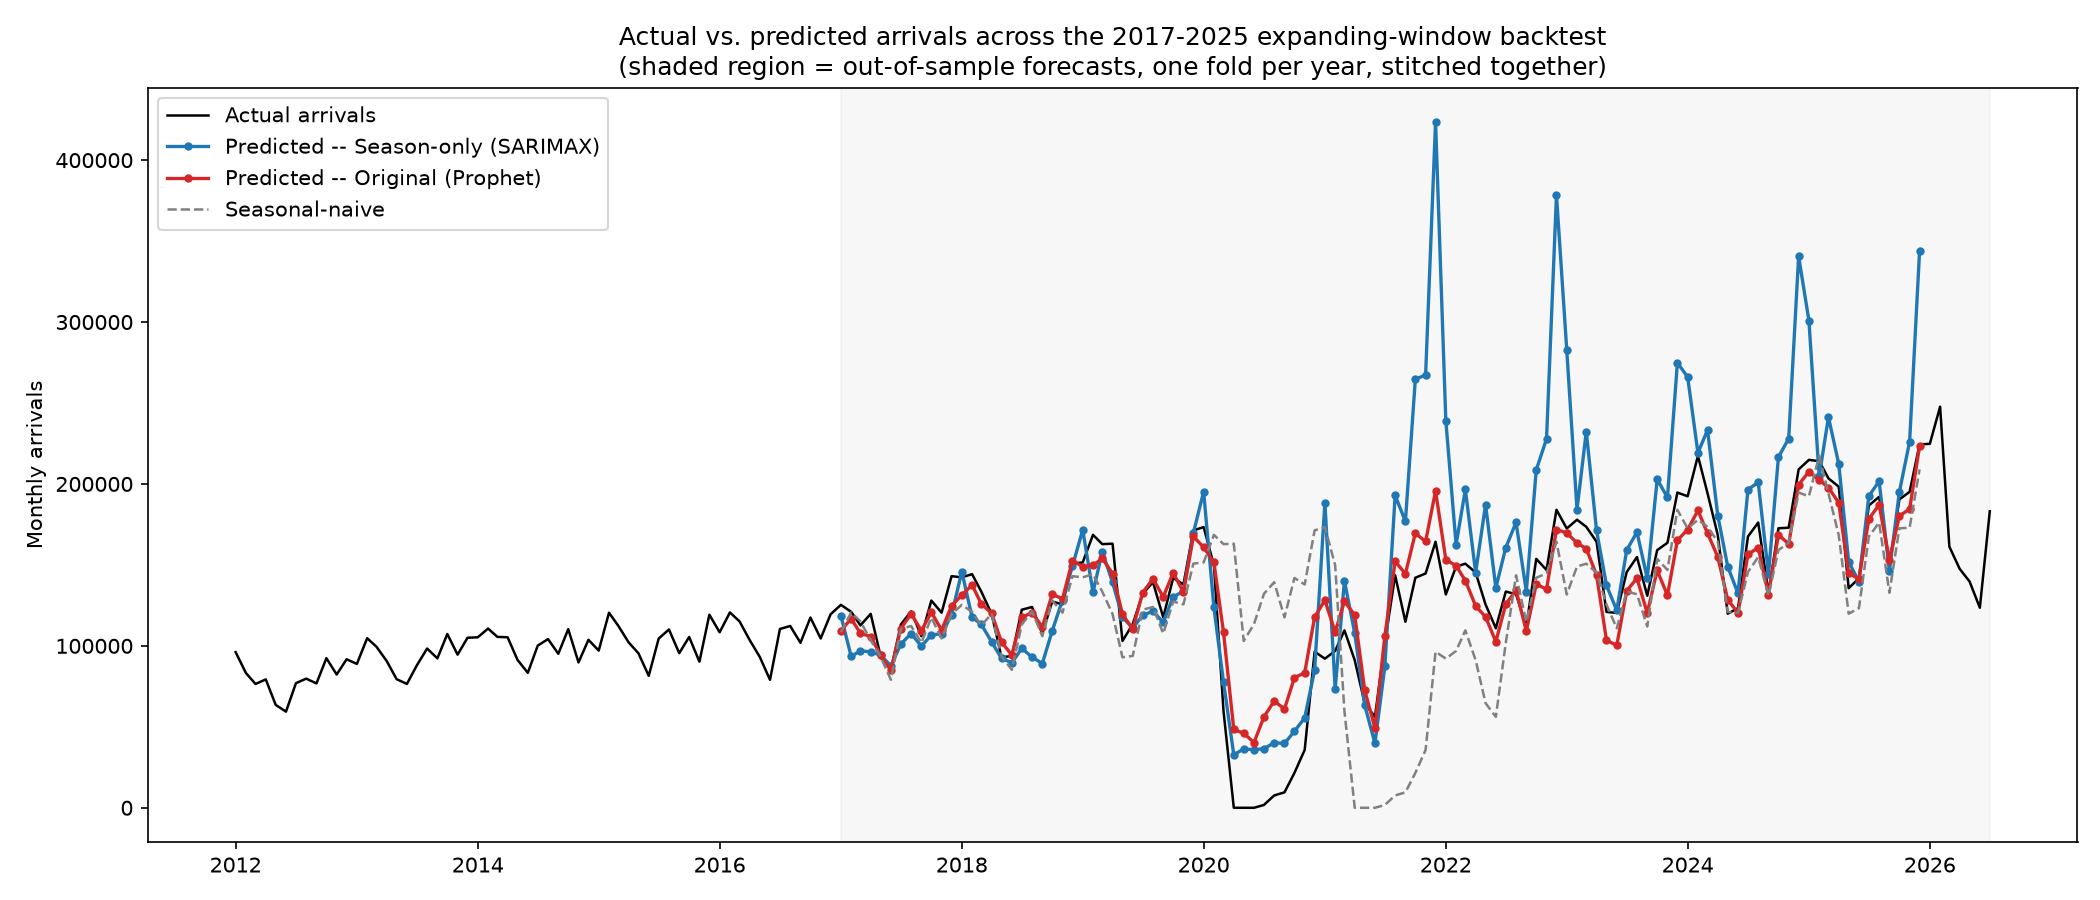 Actual vs. predicted arrivals across the 2017-2025 expanding-window backtest
(shaded region = out-of-sample forecasts, one fold per year, stitched together)
Actual arrivals
Predicted -- Season-only (SARIMAX)
Predicted -- Original (Prophet)
Seasonal-naive
Monthly arrivals
400000
300000
200000
100000
0
2012 2014 2016 2018 2020 2022 2024 2026